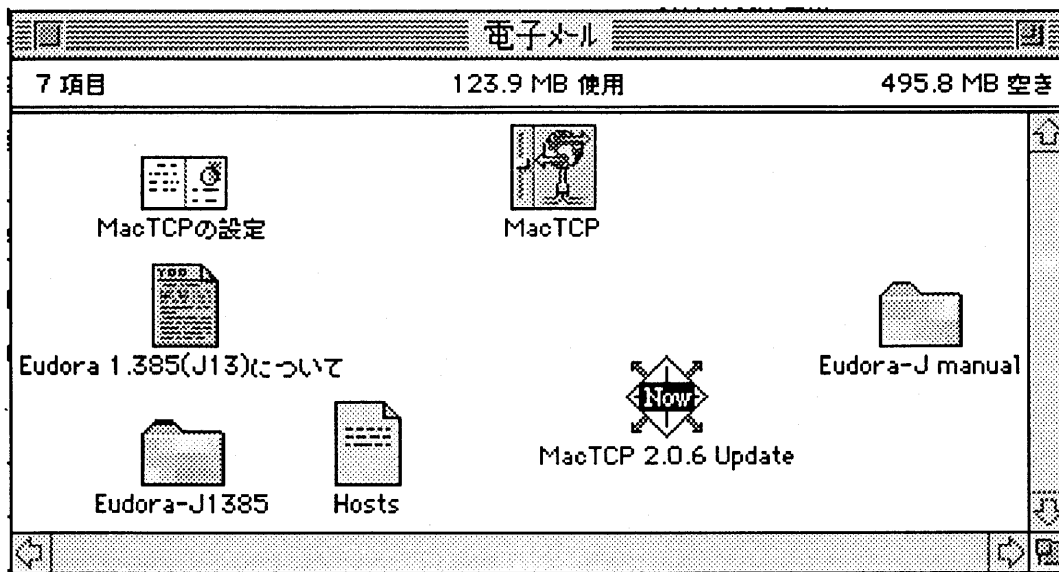 電子メール
7 項目 123.9 MB 使用 495.8 MB 空き
MacTCPの設定
MacTCP
Eudora 1.385(J13)について
Eudora-J manual
Now
MacTCP 2.0.6 Update
Eudora-J1385
Hosts